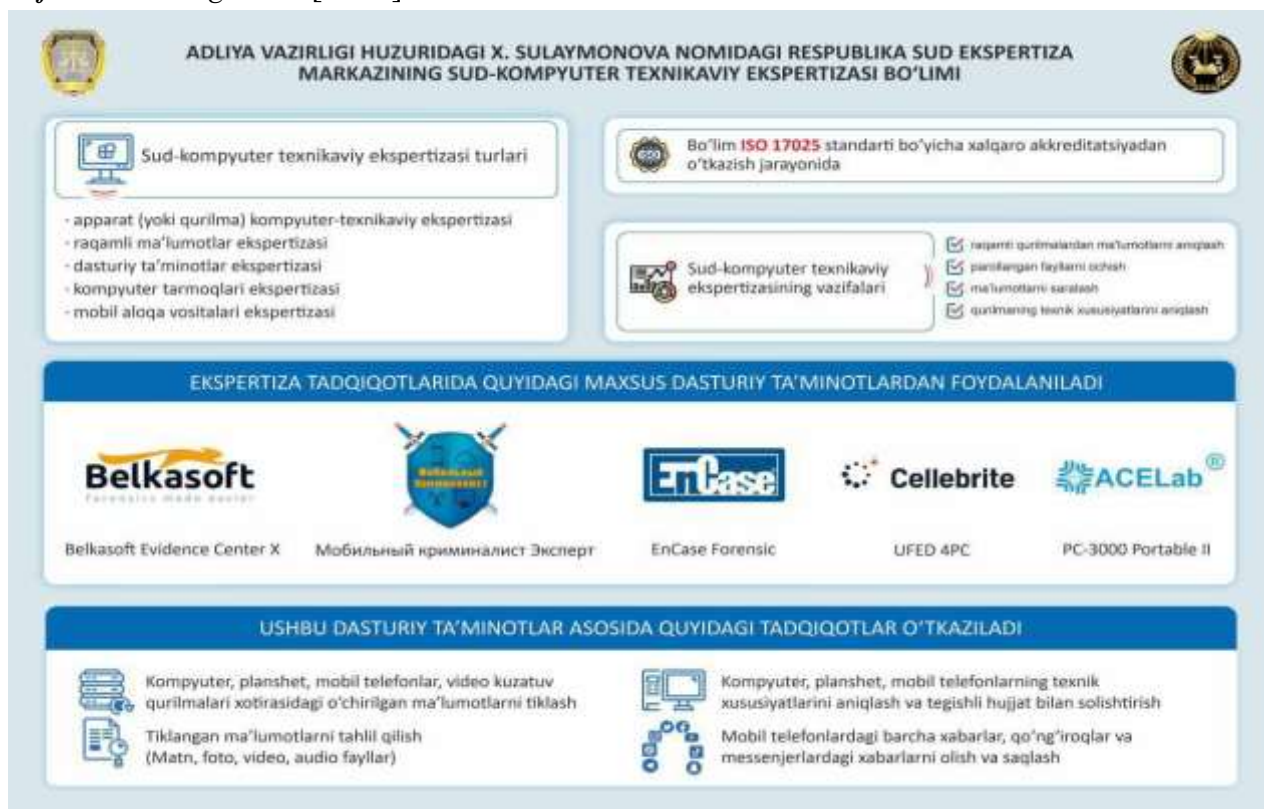 ADLIYA VAZIRLIGI HUZURIDAGI X. SULAYMONOVA NOMIDAGI RESPUBLIKA SUD EKSPERTIZA
MARKAZINING SUD-KOMPYUTER TEXNIKAVIY EKSPERTIZASI BO‘LIMI
Sud-kompyuter texnikaviy ekspertizasi turlari
- apparat (yoki qurilma) kompyuter-texnikaviy ekspertizasi
- raqamli ma’lumotlar ekspertizasi
- dasturiy ta’minotlar ekspertizasi
- kompyuter tarmoqlari ekspertizasi
- mobil aloqa vositalari ekspertizasi
Bo‘lim ISO 17025 standarti bo‘yicha xalqaro akkreditatsiyadan
o‘tkazish jarayonida
Sud-kompyuter texnikaviy
ekspertizasining vazifalari
raqamli qurilmalardan ma’lumotlarni aniqlash
parollangan fayllarni ochish
ma’lumotlarni saralash
qurilmaning texnik xususiyatlarini aniqlash
EKSPERTIZA TADQIQOTLARIDA QUYIDAGI MAXSUS DASTURIY TA’MINOTLARDAN FOYDALANILADI
Belkasoft
Forensics made easier
Мобильный
Криминалист
EnCase
Cellebrite
ACELab®
Belkasoft Evidence Center X
Мобильный криминалист Эксперт
EnCase Forensic
UFED 4PC
PC-3000 Portable II
USHBU DASTURIY TA’MINOTLAR ASOSIDA QUYIDAGI TADQIQOTLAR O‘TKAZILADI
Kompyuter, planshet, mobil telefonlar, video kuzatuv
qurilmalari xotirasidagi o‘chirilgan ma’lumotlarni tiklash
Tiklangan ma’lumotlarni tahlil qilish
(Matn, foto, video, audio fayllar)
Kompyuter, planshet, mobil telefonlarning texnik
xususiyatlarini aniqlash va tegishli hujjat bilan solishtirish
Mobil telefonlardagi barcha xabarlar, qo‘ng‘iroqlar va
messenjerlardagi xabarlarni olish va saqlash